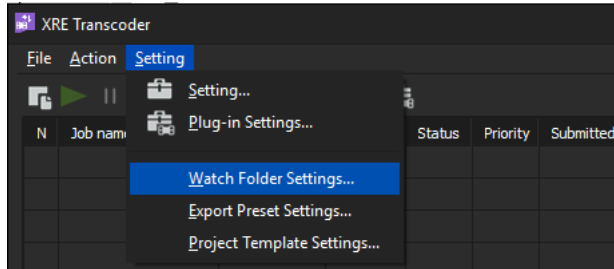 XRE Transcoder
File Action Setting
Setting...
Plug-in Settings...
N Job name Status Priority Submitted
Watch Folder Settings...
Export Preset Settings...
Project Template Settings...